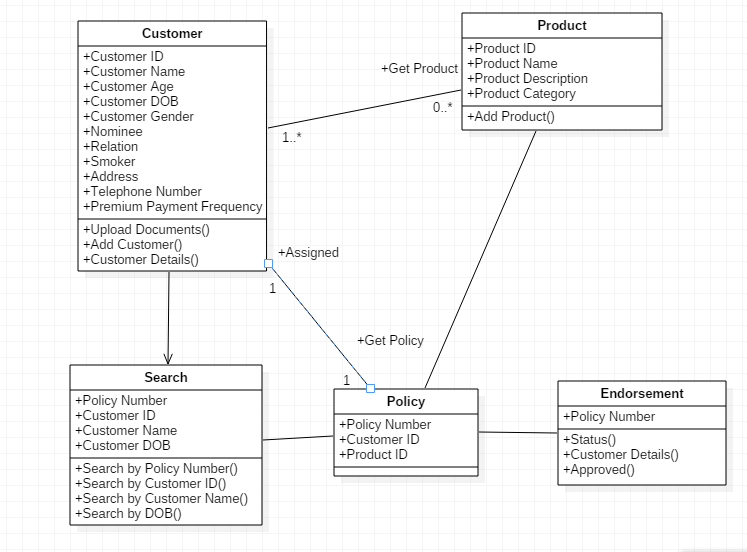 Customer
+Customer ID
+Customer Name
+Customer Age
+Customer DOB
+Customer Gender
+Nominee
+Relation
+Smoker
+Address
+Telephone Number
+Premium Payment Frequency
+Upload Documents()
+Add Customer()
+Customer Details()
Product
+Product ID
+Product Name
+Product Description
+Product Category
+Add Product()
+Get Product
0..*
1..*
+Assigned
1
+Get Policy
1
Search
+Policy Number
+Customer ID
+Customer Name
+Customer DOB
+Search by Policy Number()
+Search by Customer ID()
+Search by Customer Name()
+Search by DOB()
Policy
+Policy Number
+Customer ID
+Product ID
Endorsement
+Policy Number
+Status()
+Customer Details()
+Approved()